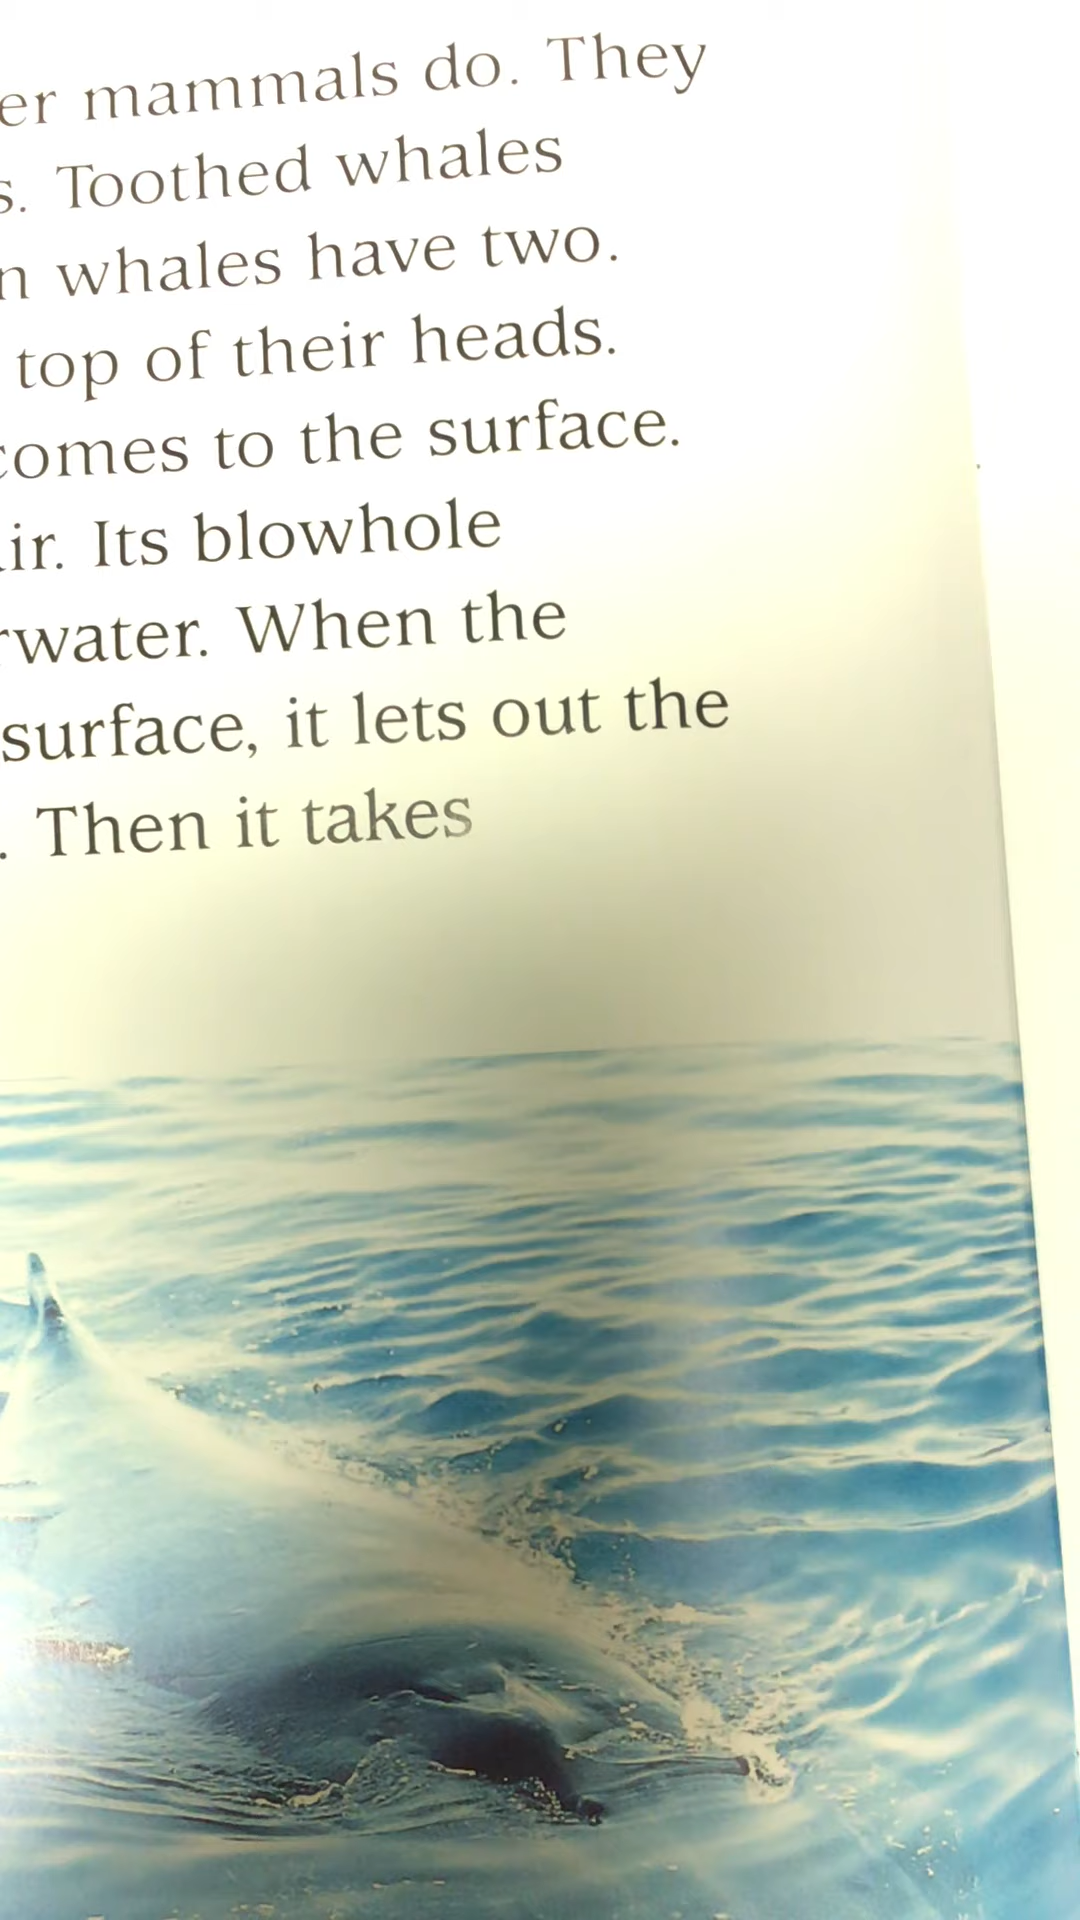 er mammals do. They
s. Toothed whales
n whales have two.
top of their heads.
comes to the surface.
ir. Its blowhole
rwater. When the
surface, it lets out the
. Then it takes